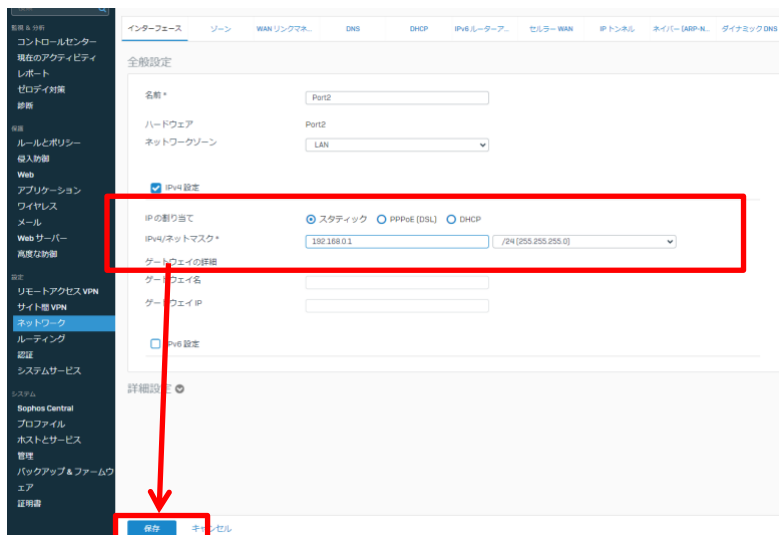 検索
監視 & 分析
コントロールセンター
現在のアクティビティ
レポート
ゼロデイ対策
診断
保護
ルールとポリシー
侵入防御
Web
アプリケーション
ワイヤレス
メール
Web サーバー
高度な防御
設定
リモートアクセス VPN
サイト間 VPN
ネットワーク
ルーティング
認証
システムサービス
システム
Sophos Central
プロファイル
ホストとサービス
管理
バックアップ & ファームウ
ェア
証明書
インターフェース ゾーン WAN リンクマネ... DNS DHCP IPv6 ルーターア... セルラー WAN IP トンネル ネイバー (ARP-N... ダイナミック DNS
全般設定
名前 * Port2
ハードウェア Port2
ネットワークゾーン LAN
IPv4 設定
IP の割り当て スタティック PPPoE (DSL) DHCP
IPv4/ネットマスク * 192.168.0.1 /24 (255.255.255.0)
ゲートウェイの詳細
ゲートウェイ名
ゲートウェイ IP
IPv6 設定
詳細設定
保存 キャンセル